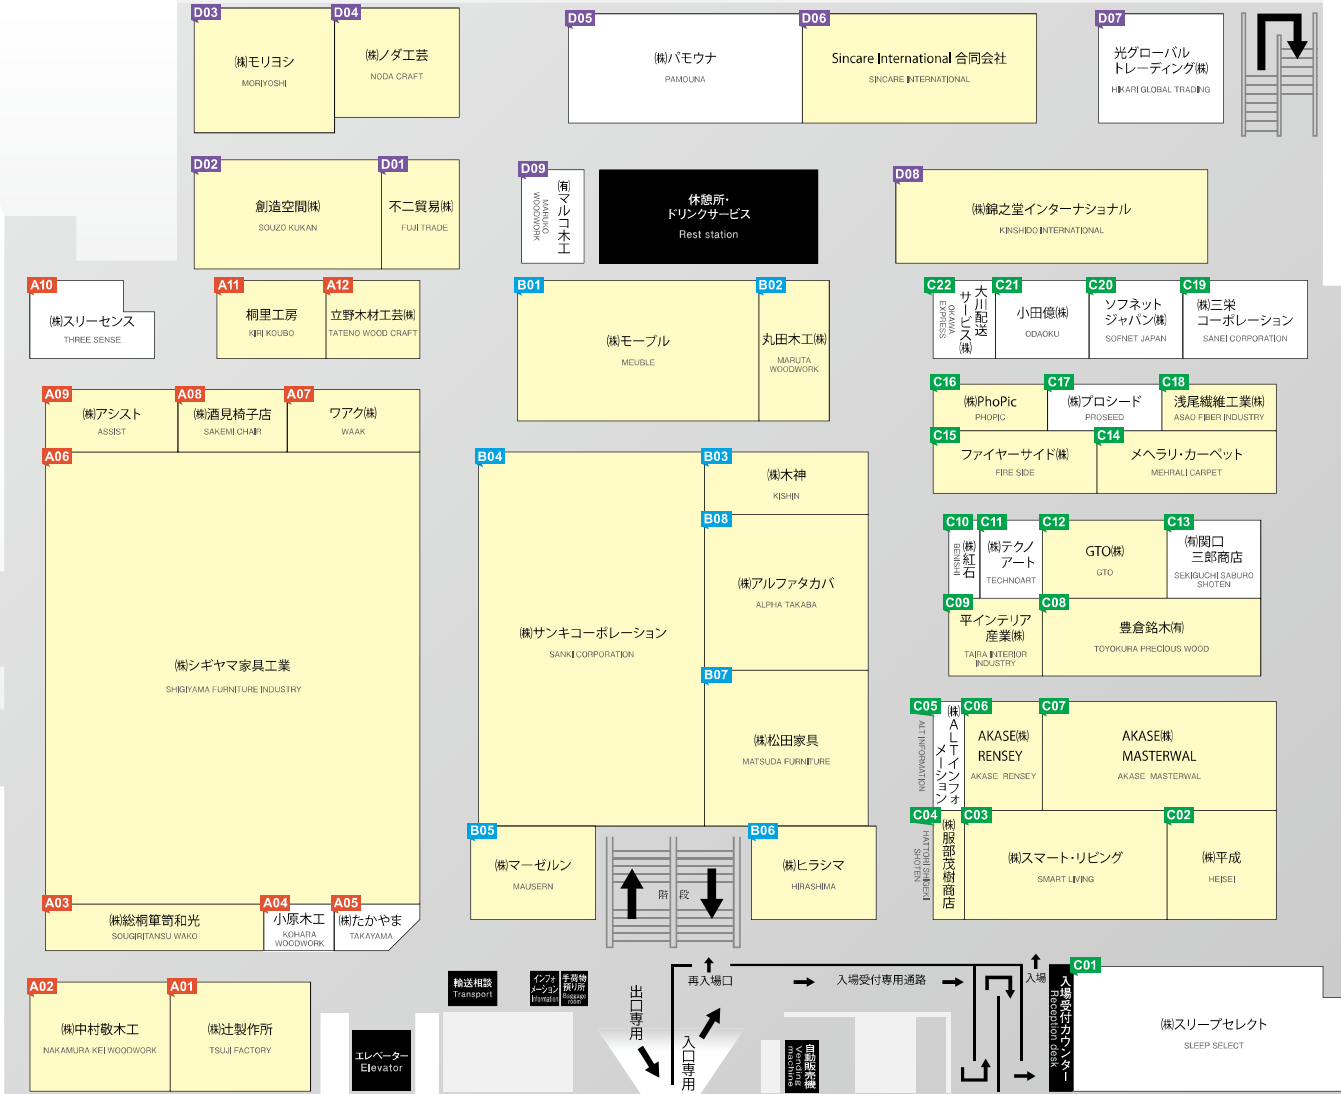 D03
㈱モリヨシ
MORIYOSHI
D04
㈱ノダ工芸
NODA CRAFT
D05
㈱パモウナ
PAMOUNA
D06
Sincare International 合同会社
SINCARE INTERNATIONAL
D07
光グローバル
トレーディング㈱
HIKARI GLOBAL TRADING
D02
創造空間㈱
SOUZO KUKAN
D01
不二貿易㈱
FUJI TRADE
D09
㈲マルコ木工
MARUKO
WOODWORK
休憩所・
ドリンクサービス
Rest station
D08
㈱錦之堂インターナショナル
KINSHIDO INTERNATIONAL
A10
㈱スリーセンス
THREE SENSE
A11
桐里工房
KIRI KOUBO
A12
立野木材工芸㈱
TATENO WOOD CRAFT
B01
㈱モーブル
MEUBLE
B02
丸田木工㈱
MARUTA
WOODWORK
C22
大川配送
サービス㈱
OKAWA
EXPRESS
C21
小田億㈱
ODAOKU
C20
ソフネット
ジャパン㈱
SOFNET JAPAN
C19
㈱三栄
コーポレーション
SANEI CORPORATION
A09
㈱アシスト
ASSIST
A08
㈱酒見椅子店
SAKEMI CHAIR
A07
ワアク㈱
WAAK
C16
㈱PhoPic
PHOPIC
C17
㈱プロシード
PROSEED
C18
浅尾繊維工業㈱
ASAO FIBER INDUSTRY
C15
ファイヤーサイド㈱
FIRE SIDE
C14
メヘラリ・カーペット
MEHRALI CARPET
A06
㈱シギヤマ家具工業
SHIGIYAMA FURNITURE INDUSTRY
B04
㈱サンキコーポレーション
SANKI CORPORATION
B03
㈱木神
KISHIN
B08
㈱アルファタカバ
ALPHA TAKABA
B07
㈱松田家具
MATSUDA FURNITURE
C10
㈱紅石
BENISHI
C11
㈱テクノ
アート
TECHNOART
C12
GTO㈱
GTO
C13
㈲関口
三郎商店
SEKIGUCHI SABURO
SHOTEN
C09
平インテリア
産業㈱
TAIRA INTERIOR
INDUSTRY
C08
豊倉銘木㈲
TOYOKURA PRECIOUS WOOD
C05
㈱ALTインフォ
メーション
ALT INFORMATION
C06
AKASE㈱
RENSEY
AKASE RENSEY
C07
AKASE㈱
MASTERWAL
AKASE MASTERWAL
C04
㈱服部茂樹商店
HATTORI SHIGEKI
SHOTEN
C03
㈱スマート・リビング
SMART LIVING
C02
㈱平成
HEISEI
B05
㈱マーゼルン
MAUSERN
階段
B06
㈱ヒラシマ
HIRASHIMA
A03
㈱総桐箪笥和光
SOUGIRITANSU WAKO
A04
小原木工
KOHARA
WOODWORK
A05
㈱たかやま
TAKAYAMA
A02
㈱中村敬木工
NAKAMURA KEI WOODWORK
A01
㈱辻製作所
TSUJI FACTORY
エレベーター
Elevator
輸送相談
Transport
インフォ
メーション
Information
手荷物
預り所
Baggage
room
出口専用
入口専用
再入場口
入場受付専用通路
入場
自動販売機
Vending
machine
入場受付カウンター
Reception desk
C01
㈱スリープセレクト
SLEEP SELECT